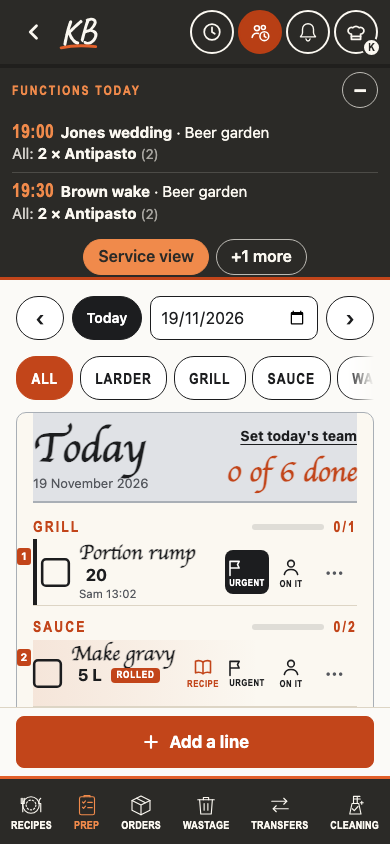 KB
K
FUNCTIONS TODAY
19:00 Jones wedding · Beer garden
All: 2 × Antipasto (2)
19:30 Brown wake · Beer garden
All: 2 × Antipasto (2)
Service view
+1 more
Today
19/11/2026
ALL
LARDER
GRILL
SAUCE
WA
Today
Set today's team
19 November 2026
0 of 6 done
GRILL
0/1
1
Portion rump
20
Sam 13:02
URGENT
ON IT
SAUCE
0/2
2
Make gravy
5 L ROLLED
RECIPE
URGENT
ON IT
+ Add a line
RECIPES
PREP
ORDERS
WASTAGE
TRANSFERS
CLEANING